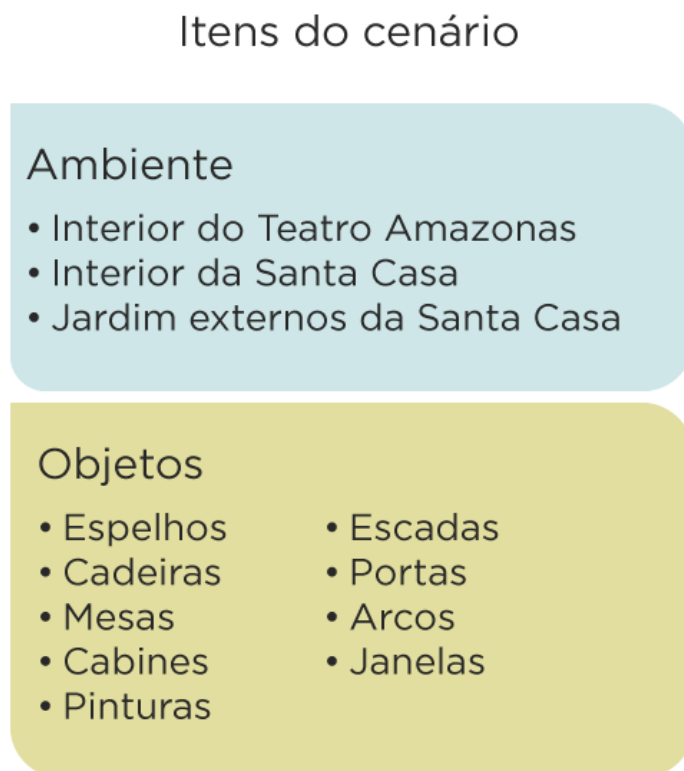 Itens do cenário
Ambiente
• Interior do Teatro Amazonas
• Interior da Santa Casa
• Jardim externos da Santa Casa
Objetos
• Espelhos
• Cadeiras
• Mesas
• Cabines
• Pinturas
• Escadas
• Portas
• Arcos
• Janelas